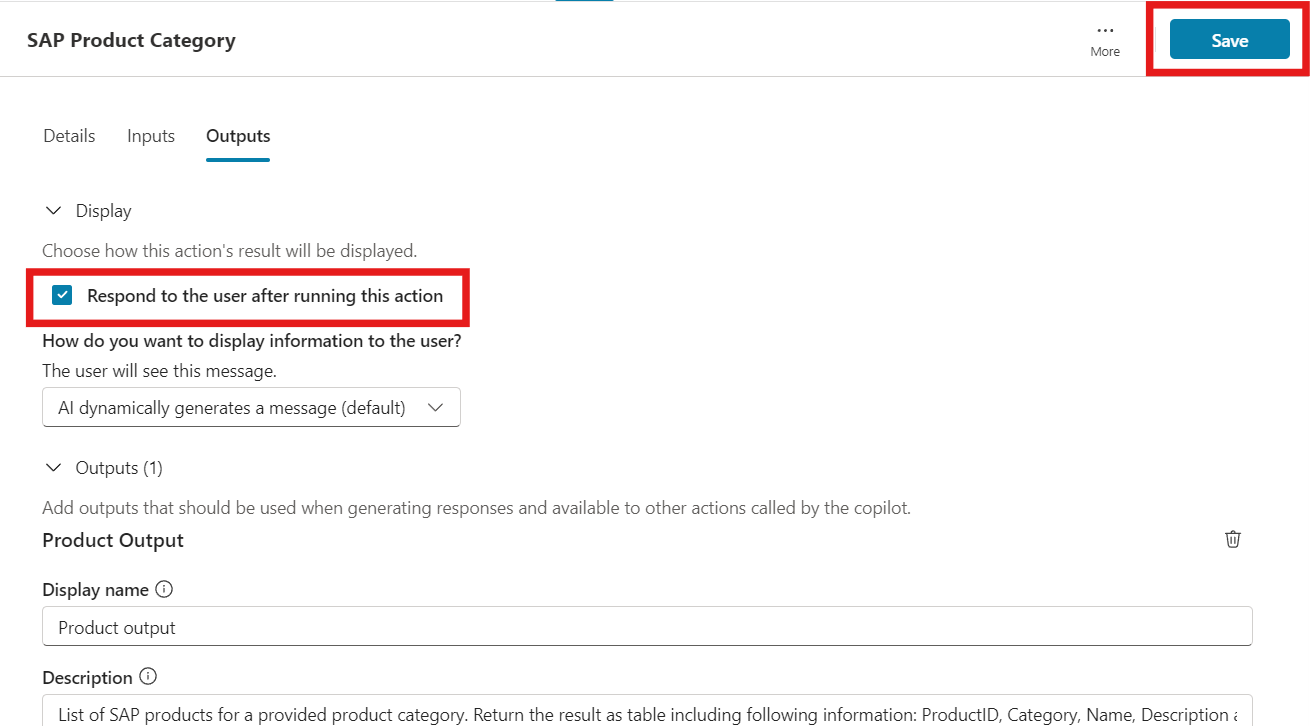 SAP Product Category
... More
Save
Details Inputs Outputs
Display
Choose how this action's result will be displayed.
Respond to the user after running this action
How do you want to display information to the user?
The user will see this message.
AI dynamically generates a message (default)
Outputs (1)
Add outputs that should be used when generating responses and available to other actions called by the copilot.
Product Output
Display name
Product output
Description
List of SAP products for a provided product category. Return the result as table including following information: ProductID, Category, Name, Description